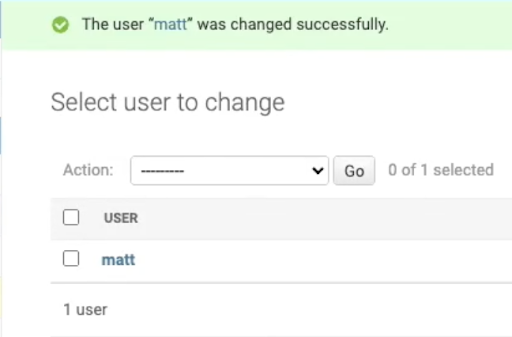 The user “matt” was changed successfully.
Select user to change
Action: --------- Go 0 of 1 selected
USER
matt
1 user